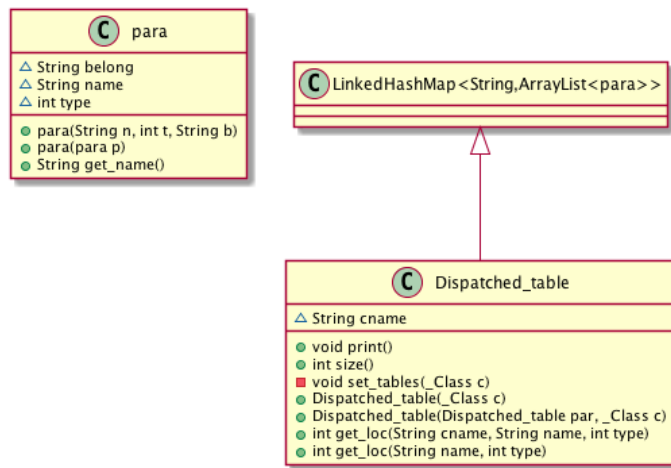 C para
String belong
String name
int type
para(String n, int t, String b)
para(para p)
String get_name()
C LinkedHashMap<String,ArrayList<para>>
C Dispatched_table
String cname
void print()
int size()
void set_tables(_Class c)
Dispatched_table(_Class c)
Dispatched_table(Dispatched_table par, _Class c)
int get_loc(String cname, String name, int type)
int get_loc(String name, int type)